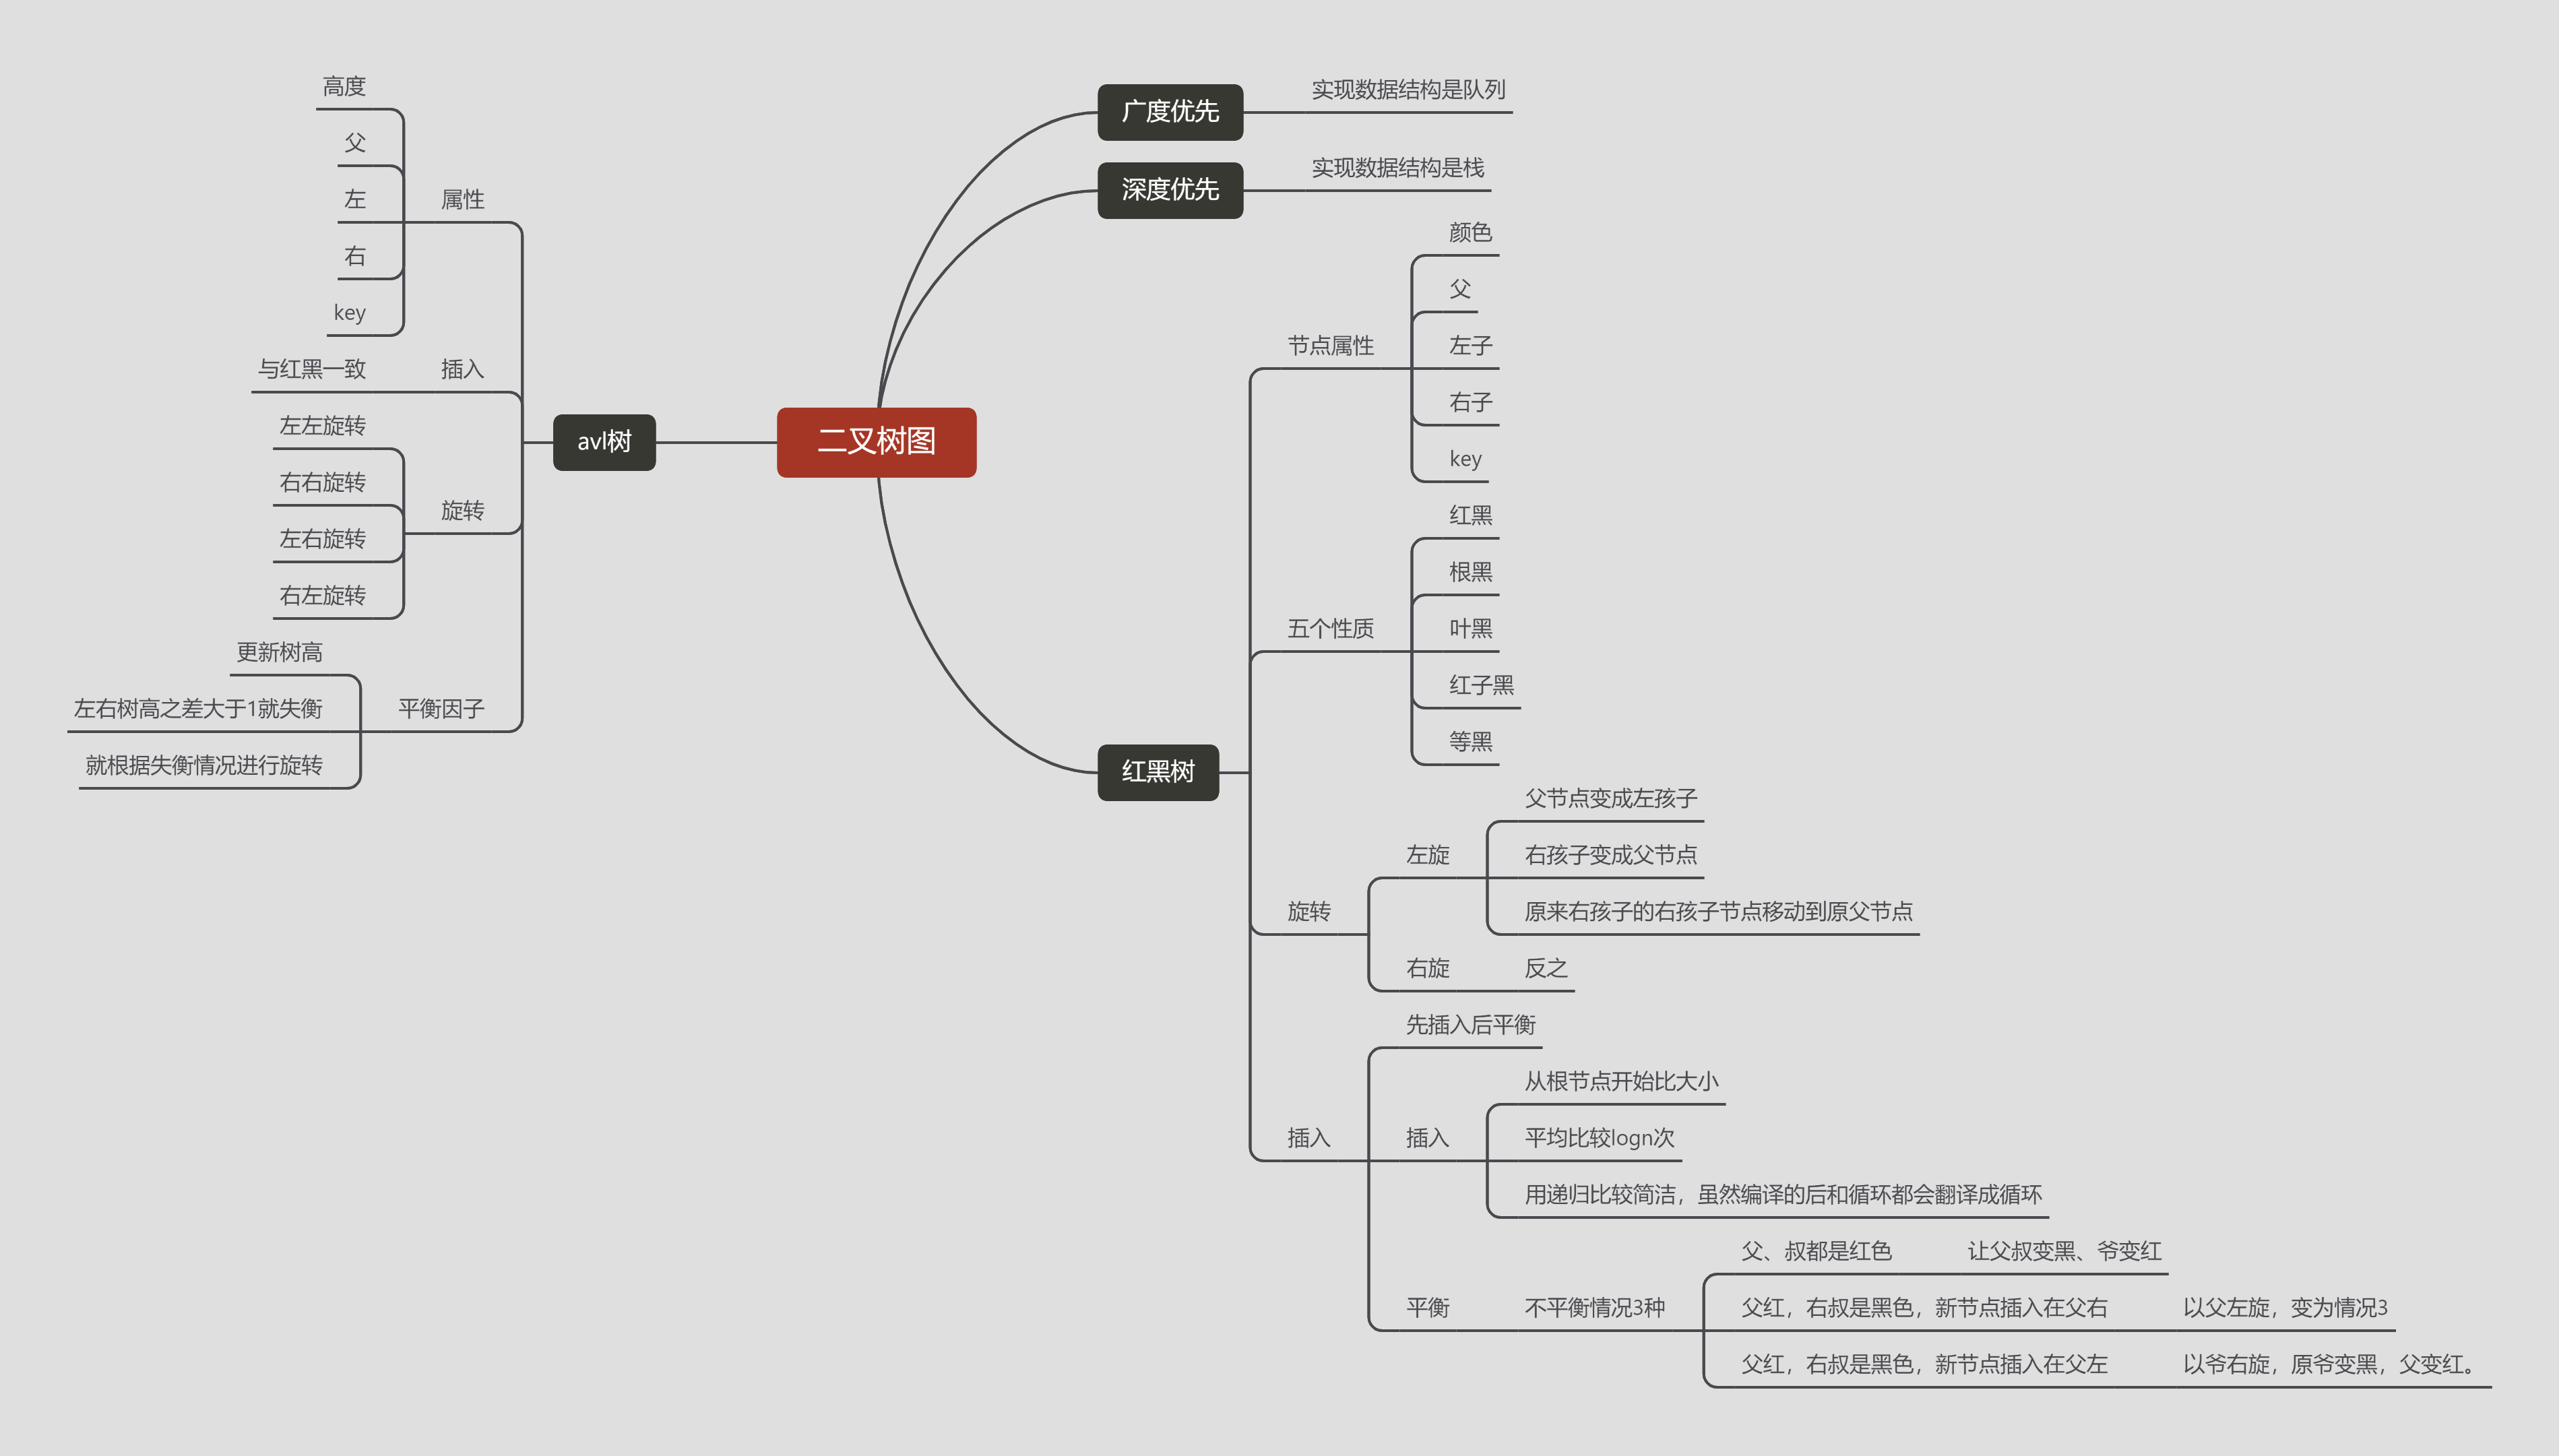 二叉树图
广度优先
实现数据结构是队列
深度优先
实现数据结构是栈
红黑树
节点属性
颜色
父
左子
右子
key
五个性质
红黑
根黑
叶黑
红子黑
等黑
旋转
左旋
父节点变成左孩子
右孩子变成父节点
原来右孩子的右孩子节点移动到原父节点
右旋
反之
插入
先插入后平衡
插入
从根节点开始比大小
平均比较logn次
用递归比较简洁，虽然编译的后和循环都会翻译成循环
平衡
不平衡情况3种
父、叔都是红色
让父叔变黑、爷变红
父红，右叔是黑色，新节点插入在父右
以父左旋，变为情况3
父红，右叔是黑色，新节点插入在父左
以爷右旋，原爷变黑，父变红。
avl树
属性
高度
父
左
右
key
插入
与红黑一致
旋转
左左旋转
右右旋转
左右旋转
右左旋转
平衡因子
更新树高
左右树高之差大于1就失衡
就根据失衡情况进行旋转